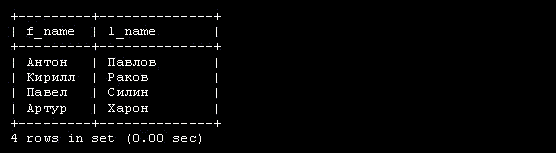 +---------+--------------+
| f_name | l_name |
+---------+--------------+
| Антон | Павлов |
| Кирилл | Раков |
| Павел | Силин |
| Артур | Харон |
+---------+--------------+
4 rows in set (0.00 sec)